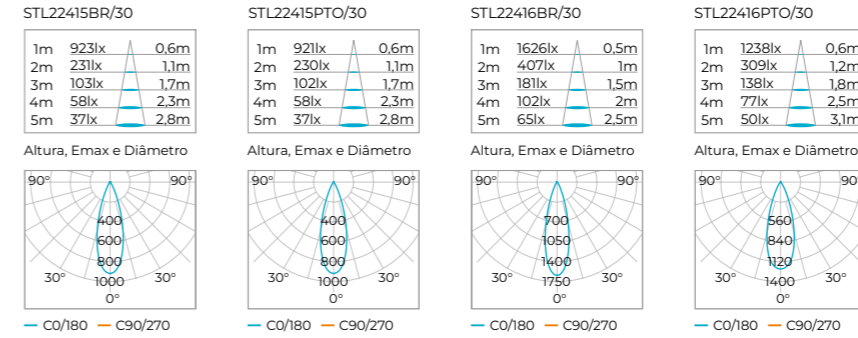 STL22415BR/30
1m 923lx 0,6m
2m 231lx 1,1m
3m 103lx 1,7m
4m 58lx 2,3m
5m 37lx 2,8m
Altura, Emax e Diâmetro
90° 90°
400
600
800
30° 1000 30°
0°
C0/180 C90/270
STL22415PTO/30
1m 921lx 0,6m
2m 230lx 1,1m
3m 102lx 1,7m
4m 58lx 2,3m
5m 37lx 2,8m
Altura, Emax e Diâmetro
90° 90°
400
600
800
30° 1000 30°
0°
C0/180 C90/270
STL22416BR/30
1m 1626lx 0,5m
2m 407lx 1m
3m 181lx 1,5m
4m 102lx 2m
5m 65lx 2,5m
Altura, Emax e Diâmetro
90° 90°
700
1050
1400
30° 1750 30°
0°
C0/180 C90/270
STL22416PTO/30
1m 1238lx 0,6m
2m 309lx 1,2m
3m 138lx 1,8m
4m 77lx 2,5m
5m 50lx 3,1m
Altura, Emax e Diâmetro
90° 90°
560
840
1120
30° 1400 30°
0°
C0/180 C90/270